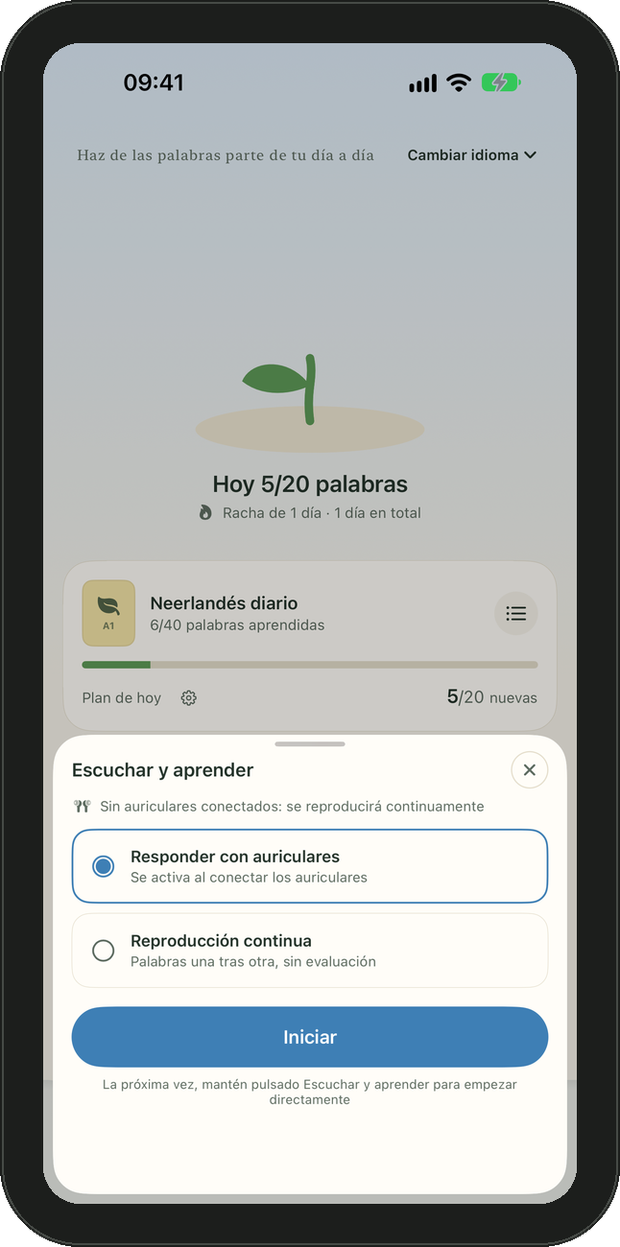 09:41
Haz de las palabras parte de tu día a día
Cambiar idioma
Hoy 5/20 palabras
Racha de 1 día · 1 día en total
A1
Neerlandés diario
6/40 palabras aprendidas
Plan de hoy
5/20 nuevas
Escuchar y aprender
Sin auriculares conectados: se reproducirá continuamente
Responder con auriculares
Se activa al conectar los auriculares
Reproducción continua
Palabras una tras otra, sin evaluación
Iniciar
La próxima vez, mantén pulsado Escuchar y aprender para empezar
directamente